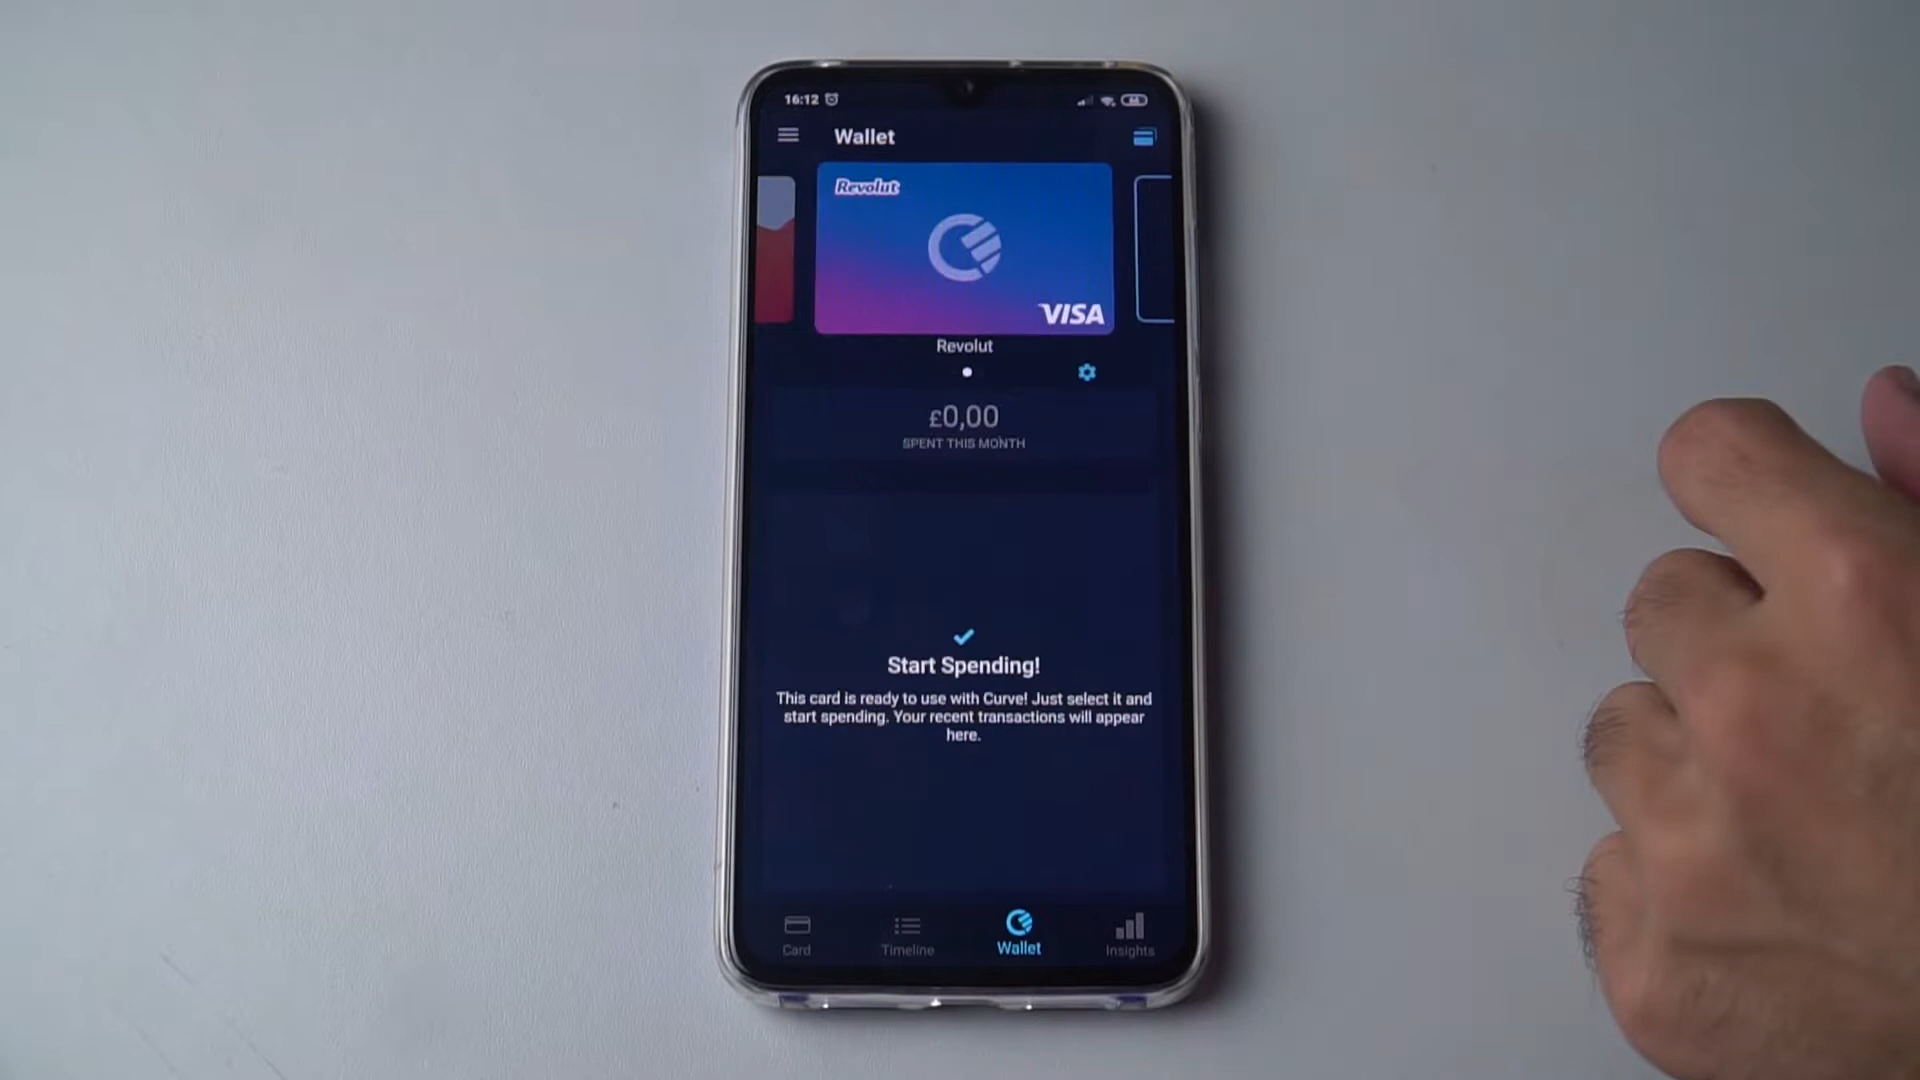 16:12
Wallet
Revolut
VISA
Revolut
£0,00
SPENT THIS MONTH
Start Spending!
This card is ready to use with Curve! Just select it and
start spending. Your recent transactions will appear
here.
Card
Timeline
Wallet
Insights